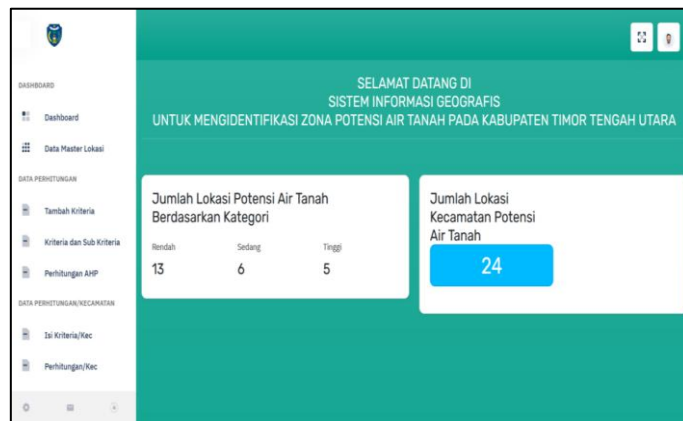 DASHBOARD
Dashboard
Data Master Lokasi
DATA PERHITUNGAN
Tambah Kriteria
Kriteria dan Sub Kriteria
Perhitungan AHP
DATA PERHITUNGAN/KECAMATAN
Isi Kriteria/Kec
Perhitungan/Kec
SELAMAT DATANG DI
SISTEM INFORMASI GEOGRAFIS
UNTUK MENGIDENTIFIKASI ZONA POTENSI AIR TANAH PADA KABUPATEN TIMOR TENGAH UTARA
Jumlah Lokasi Potensi Air Tanah
Berdasarkan Kategori
Rendah Sedang Tinggi
13 6 5
Jumlah Lokasi
Kecamatan Potensi
Air Tanah
24